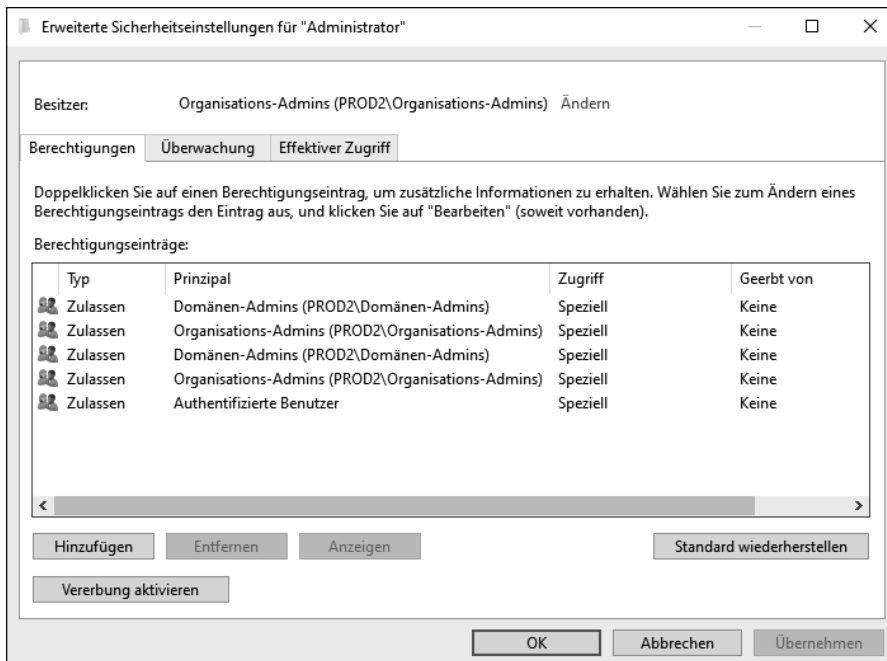 Erweiterte Sicherheitseinstellungen für "Administrator"
Besitzer: Organisations-Admins (PROD2\Organisations-Admins) Ändern
Berechtigungen Überwachung Effektiver Zugriff
Doppelklicken Sie auf einen Berechtigungseintrag, um zusätzliche Informationen zu erhalten. Wählen Sie zum Ändern eines
Berechtigungseintrags den Eintrag aus, und klicken Sie auf "Bearbeiten" (soweit vorhanden).
Berechtigungseinträge:
Typ Prinzipal Zugriff Geerbt von
Zulassen Domänen-Admins (PROD2\Domänen-Admins) Speziell Keine
Zulassen Organisations-Admins (PROD2\Organisations-Admins) Speziell Keine
Zulassen Domänen-Admins (PROD2\Domänen-Admins) Speziell Keine
Zulassen Organisations-Admins (PROD2\Organisations-Admins) Speziell Keine
Zulassen Authentifizierte Benutzer Speziell Keine
Hinzufügen Entfernen Anzeigen Standard wiederherstellen
Vererbung aktivieren
OK Abbrechen Übernehmen